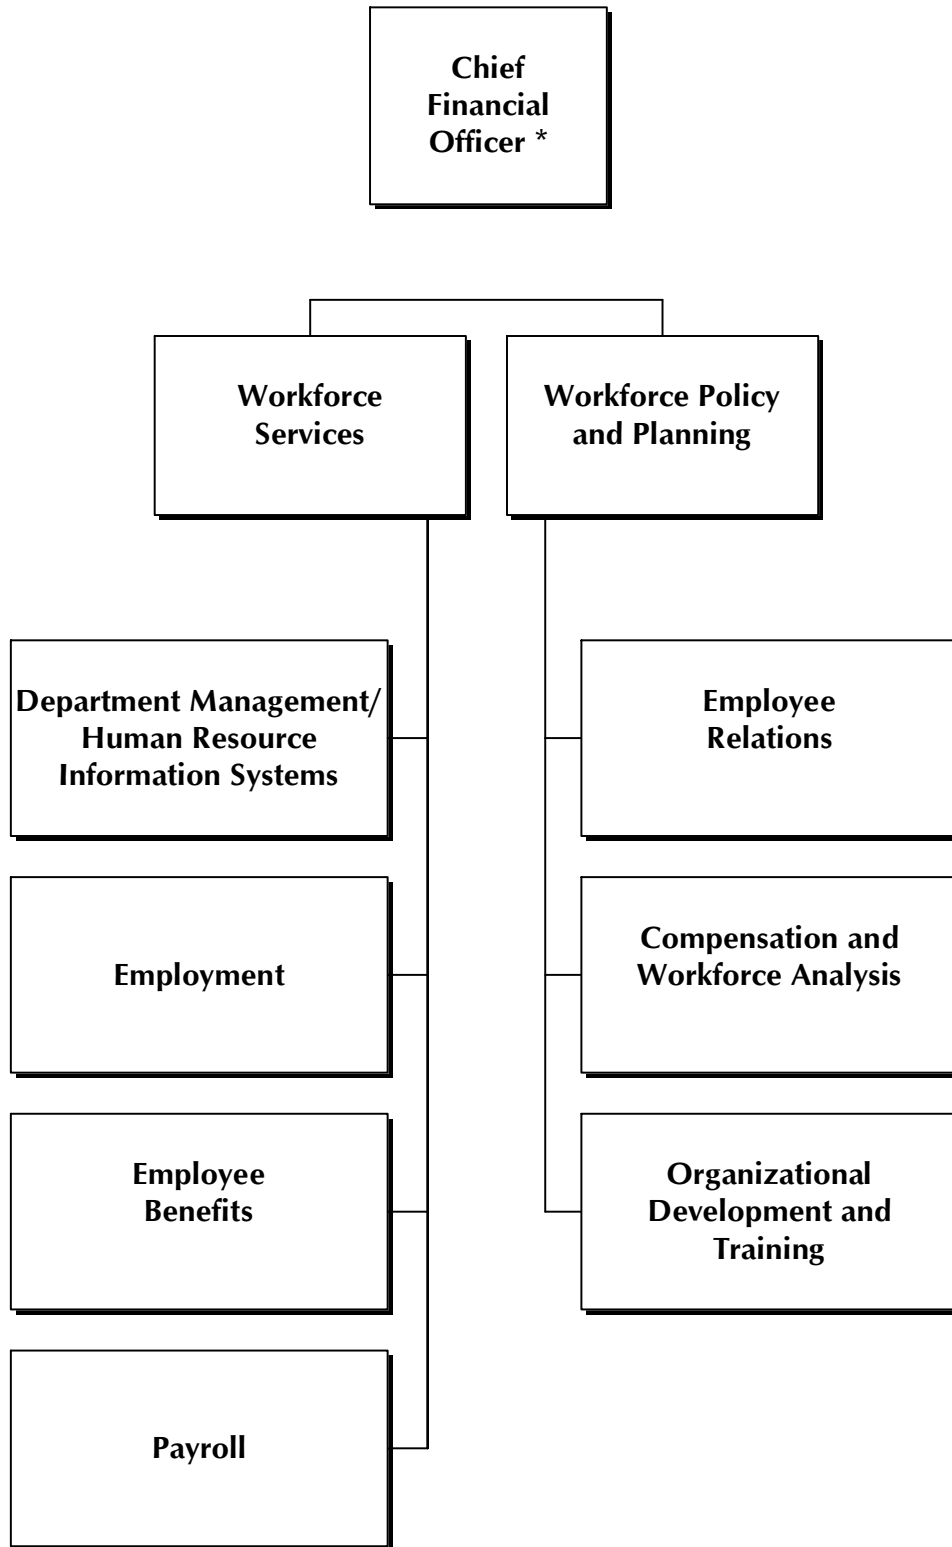 Chief
Financial
Officer *
Workforce
Services
Workforce Policy
and Planning
Department Management/
Human Resource
Information Systems
Employment
Employee
Benefits
Payroll
Employee
Relations
Compensation and
Workforce Analysis
Organizational
Development and
Training